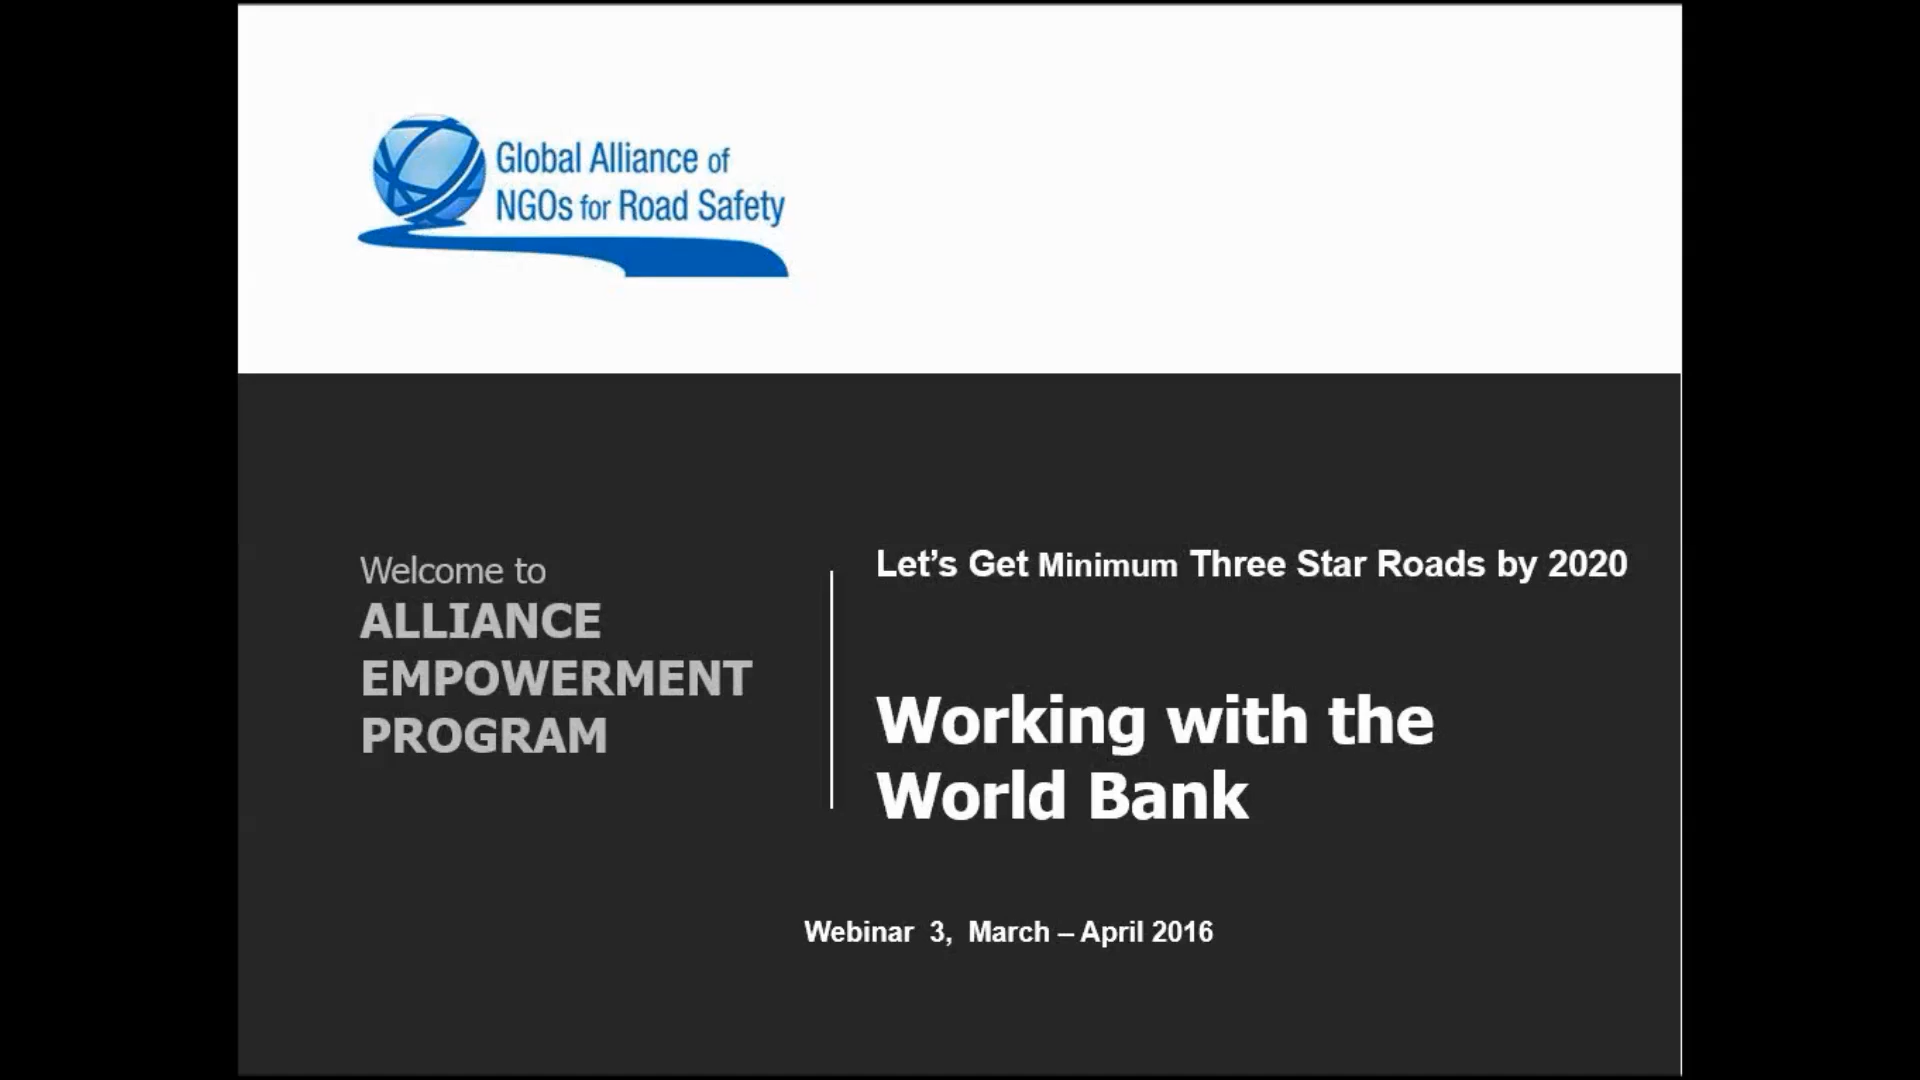 Global Alliance of
NGOs for Road Safety
Welcome to
ALLIANCE
EMPOWERMENT
PROGRAM
Let’s Get Minimum Three Star Roads by 2020
Working with the
World Bank
Webinar 3, March – April 2016